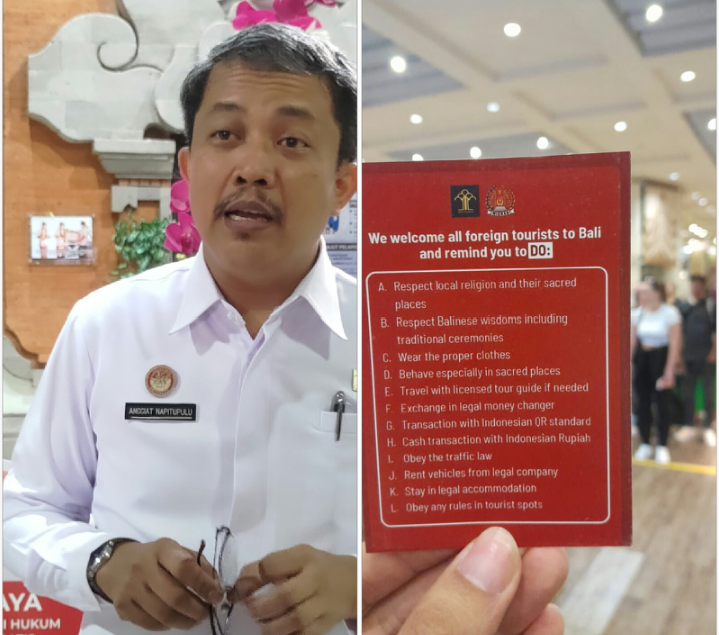 ANGGIAT NAPITUPULU
AYA
I HUKUM
We welcome all foreign tourists to Bali
and remind you to DO:
A. Respect local religion and their sacred
places
B. Respect Balinese wisdoms including
traditional ceremonies
C. Wear the proper clothes
D. Behave especially in sacred places
E. Travel with licensed tour guide if needed
F. Exchange in legal money changer
G. Transaction with Indonesian QR standard
H. Cash transaction with Indonesian Rupiah
I. Obey the traffic law
J. Rent vehicles from legal company
K. Stay in legal accommodation
L. Obey any rules in tourist spots